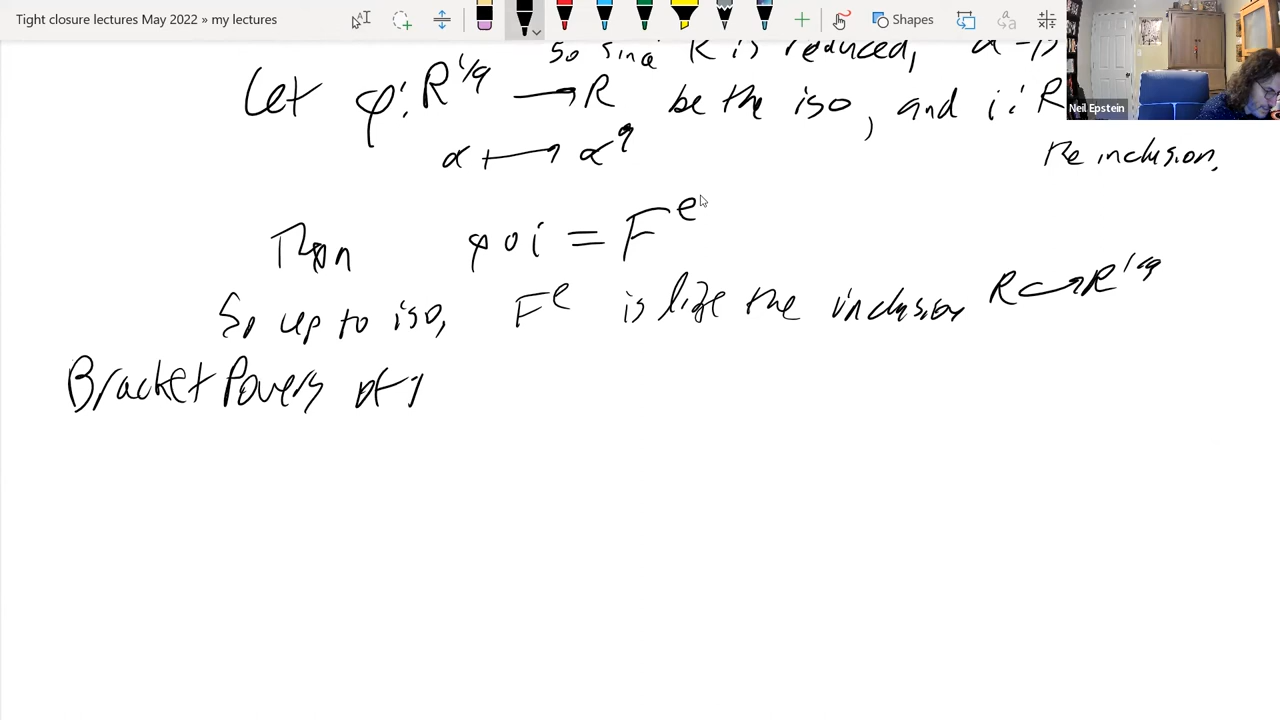 Tight closure lectures May 2022 » my lectures
Shapes
so since R is reduced, α
Let φ: R^{1/q} → R be the iso, and i: R
Neil Epstein
α ↦ α^q
the inclusion.
Then φ∘i = F^e
So up to iso, F^e is like the inclusion R ↪ R^{1/q}
Bracket Powers of